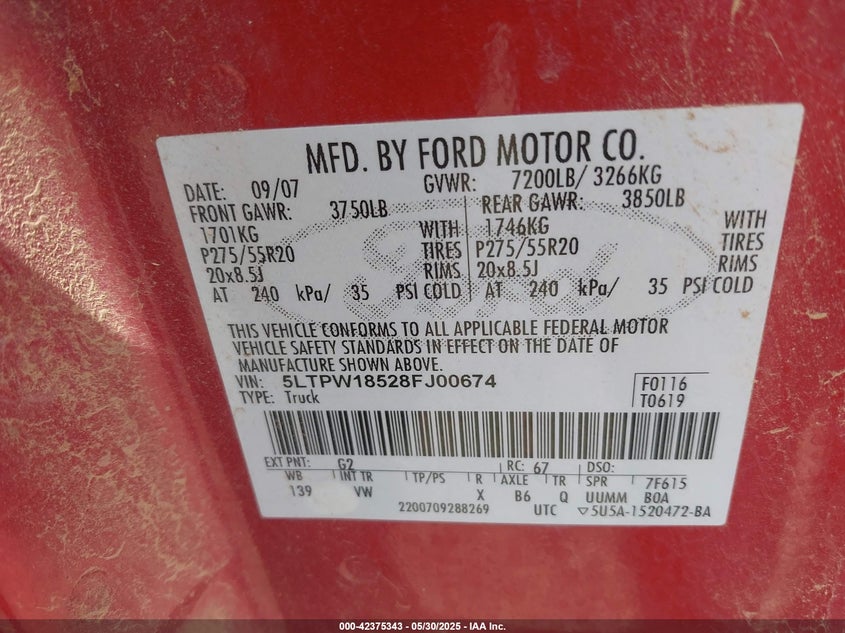 MFD. BY FORD MOTOR CO.
DATE: 09/07 GVWR: 7200LB/ 3266KG
FRONT GAWR: 3750LB REAR GAWR: 3850LB
1701KG WITH 1746KG WITH
P275/55R20 TIRES P275/55R20 TIRES
20x8.5J RIMS 20x8.5J RIMS
AT 240 kPa/ 35 PSI COLD AT 240 kPa/ 35 PSI COLD
Ford
THIS VEHICLE CONFORMS TO ALL APPLICABLE FEDERAL MOTOR
VEHICLE SAFETY STANDARDS IN EFFECT ON THE DATE OF
MANUFACTURE SHOWN ABOVE.
VIN: 5LTPW18528FJ00674 F0116
TYPE: Truck T0619
EXT PNT: G2 RC: 67 DSO:
WB INT TR TP/PS R AXLE TR SPR 7F615
139 VW X B6 Q UUMM BOA
2200709288269 UTC ▽5U5A-1520472-BA
000-42375343 - 05/30/2025 - IAA Inc.